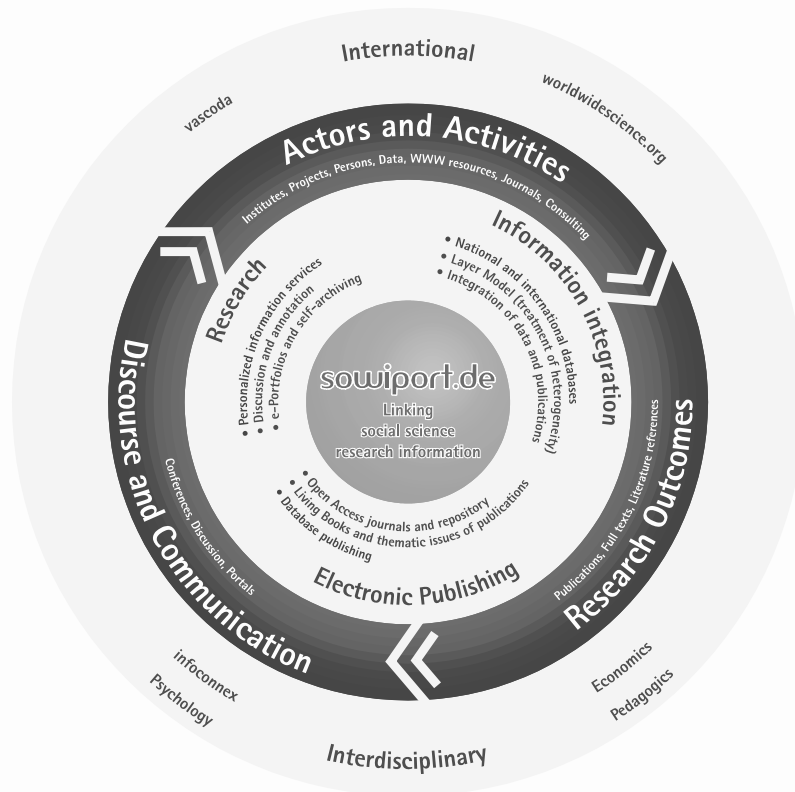 International
vascoda
worldwidescience.org
Actors and Activities
Institutes, Projects, Persons, Data, WWW resources, Journals, Consulting
Information integration
• National and international databases
• Layer Model (treatment of heterogeneity)
• Integration of data and publications
Research
• Personalized information services
• Discussion and annotation
• e-Portfolios and self-archiving
sowiport.de
Linking
social science
research information
Discourse and Communication
Conferences, Discussion, Portals
Research Outcomes
Publications, Full texts, Literature references
• Open Access journals and repository
• Living Books and thematic issues of publications
• Database publishing
Electronic Publishing
infoconnex
Psychology
Economics
Pedagogics
Interdisciplinary